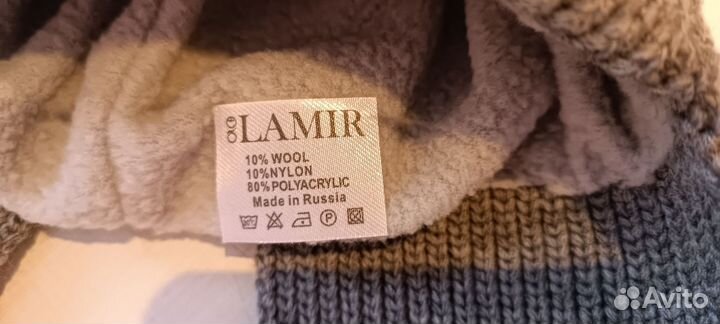 LAMIR
10% WOOL
10%NYLON
80% POLYACRYLIC
Made in Russia
P
Avito